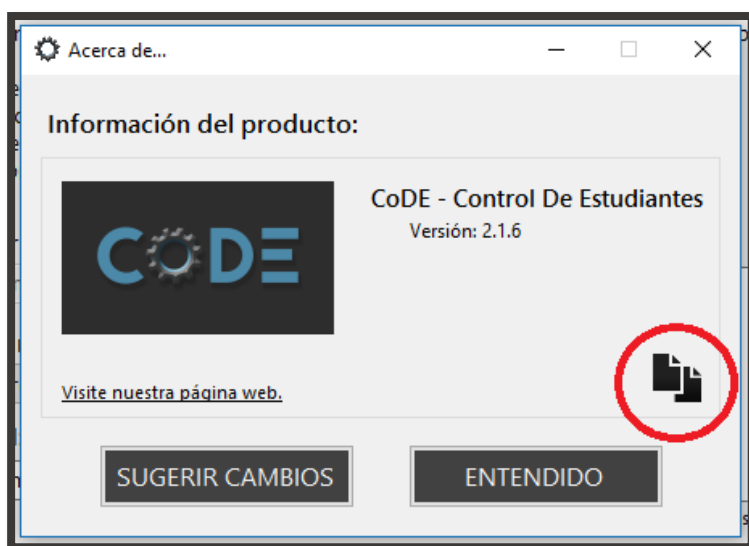 Acerca de...
Información del producto:
CODE
CoDE - Control De Estudiantes
Versión: 2.1.6
Visite nuestra página web.
SUGERIR CAMBIOS
ENTENDIDO